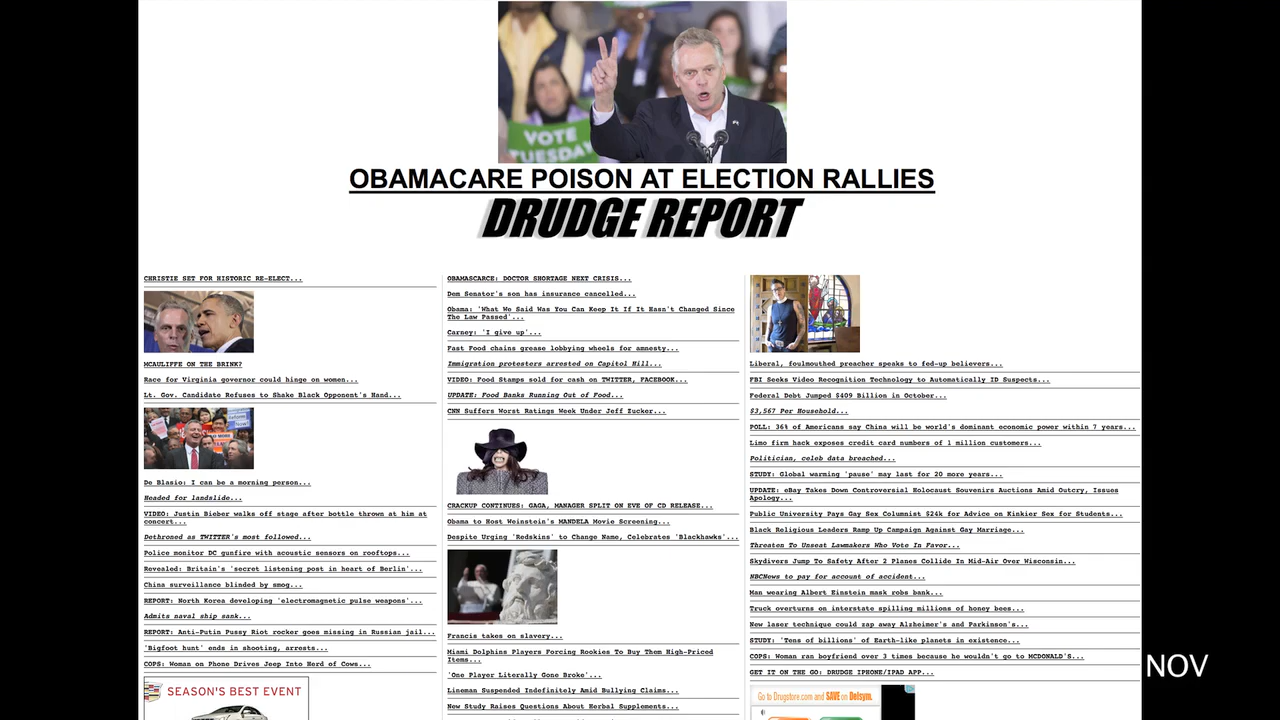 VOTE
TUESDAY
OBAMACARE POISON AT ELECTION RALLIES
DRUDGE REPORT
CHRISTIE SET FOR HISTORIC RE-ELECT...
MCAULIFFE ON THE BRINK?
Race for Virginia governor could hinge on women...
Lt. Gov. Candidate Refuses to Shake Black Opponent's Hand...
De Blasio: I can be a morning person...
Headed for landslide...
VIDEO: Justin Bieber walks off stage after bottle thrown at him at
concert...
Dethroned as TWITTER'S most followed...
Police monitor DC gunfire with acoustic sensors on rooftops...
Revealed: Britain's 'secret listening post in heart of Berlin'...
China surveillance blinded by smog...
REPORT: North Korea developing 'electromagnetic pulse weapons'...
Admits naval ship sank...
REPORT: Anti-Putin Pussy Riot rocker goes missing in Russian jail...
'Bigfoot hunt' ends in shooting, arrests...
COPS: Woman on Phone Drives Jeep Into Herd of Cows...
SEASON'S BEST EVENT
OBAMASCARCE: DOCTOR SHORTAGE NEXT CRISIS...
Dem Senator's son has insurance cancelled...
Obama: 'What We Said Was You Can Keep It If It Hasn't Changed Since
The Law Passed'...
Carney: 'I give up'...
Fast Food chains grease lobbying wheels for amnesty...
Immigration protesters arrested on Capitol Hill...
VIDEO: Food Stamps sold for cash on TWITTER, FACEBOOK...
UPDATE: Food Banks Running Out of Food...
CNN Suffers Worst Ratings Week Under Jeff Zucker...
CRACKUP CONTINUES: GAGA, MANAGER SPLIT ON EVE OF CD RELEASE...
Obama to Host Weinstein's MANDELA Movie Screening...
Despite Urging 'Redskins' to Change Name, Celebrates 'Blackhawks'...
Francis takes on slavery...
Miami Dolphins Players Forcing Rookies To Buy Them High-Priced
Items...
'One Player Literally Gone Broke'...
Lineman Suspended Indefinitely Amid Bullying Claims...
New Study Raises Questions About Herbal Supplements...
Liberal, foulmouthed preacher speaks to fed-up believers...
FBI Seeks Video Recognition Technology to Automatically ID Suspects...
Federal Debt Jumped $409 Billion in October...
$3,567 Per Household...
POLL: 36% of Americans say China will be world's dominant economic power within 7 years...
Limo firm hack exposes credit card numbers of 1 million customers...
Politician, celeb data breached...
STUDY: Global warming 'pause' may last for 20 more years...
UPDATE: eBay Takes Down Controversial Holocaust Souvenirs Auctions Amid Outcry, Issues
Apology...
Public University Pays Gay Sex Columnist $24k for Advice on Kinkier Sex for Students...
Black Religious Leaders Ramp Up Campaign Against Gay Marriage...
Threaten To Unseat Lawmakers Who Vote In Favor...
Skydivers Jump To Safety After 2 Planes Collide In Mid-Air Over Wisconsin...
NBCNews to pay for account of accident...
Man wearing Albert Einstein mask robs bank...
Truck overturns on interstate spilling millions of honey bees...
New laser technique could zap away Alzheimer's and Parkinson's...
STUDY: 'Tens of billions' of Earth-like planets in existence...
COPS: Woman ran boyfriend over 3 times because he wouldn't go to MCDONALD'S...
GET IT ON THE GO: DRUDGE IPHONE/IPAD APP...
Go to Drugstore.com and SAVE on Delsym.
NOV